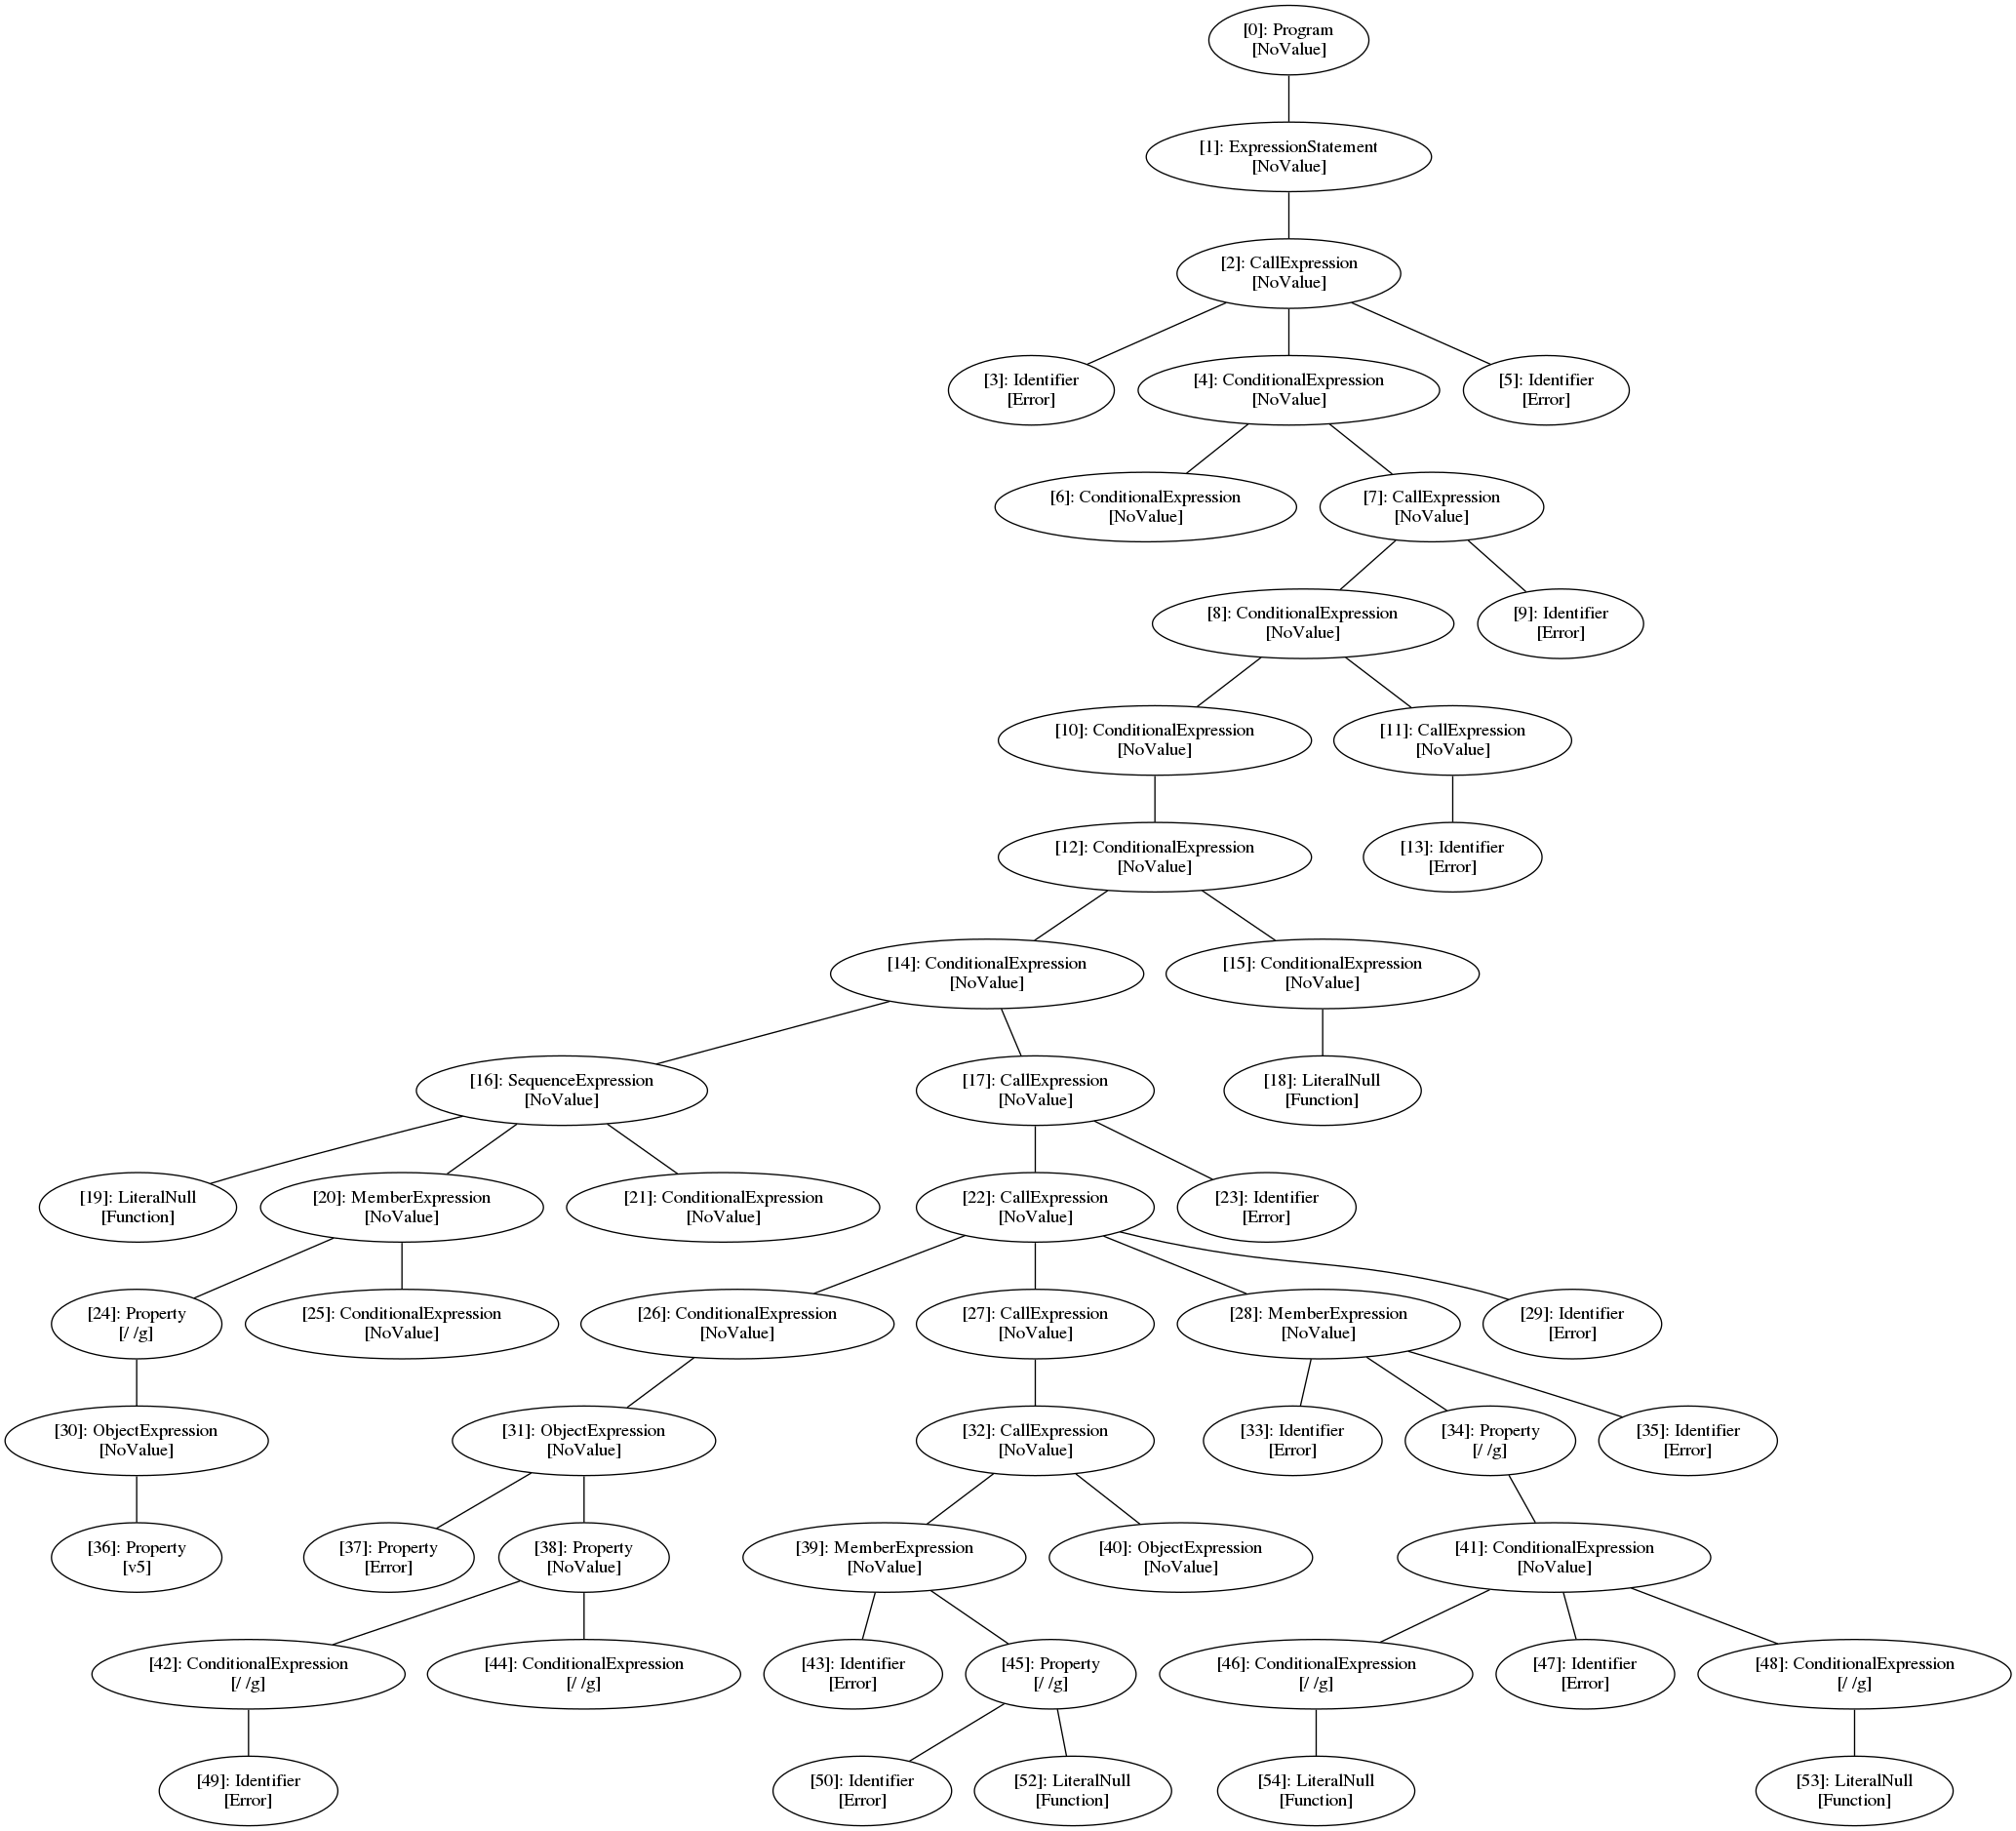 [0]: Program
[NoValue]
[1]: ExpressionStatement
[NoValue]
[2]: CallExpression
[NoValue]
[3]: Identifier
[Error]
[4]: ConditionalExpression
[NoValue]
[5]: Identifier
[Error]
[6]: ConditionalExpression
[NoValue]
[7]: CallExpression
[NoValue]
[8]: ConditionalExpression
[NoValue]
[9]: Identifier
[Error]
[10]: ConditionalExpression
[NoValue]
[11]: CallExpression
[NoValue]
[12]: ConditionalExpression
[NoValue]
[13]: Identifier
[Error]
[14]: ConditionalExpression
[NoValue]
[15]: ConditionalExpression
[NoValue]
[16]: SequenceExpression
[NoValue]
[17]: CallExpression
[NoValue]
[18]: LiteralNull
[Function]
[19]: LiteralNull
[Function]
[20]: MemberExpression
[NoValue]
[21]: ConditionalExpression
[NoValue]
[22]: CallExpression
[NoValue]
[23]: Identifier
[Error]
[24]: Property
[/ /g]
[25]: ConditionalExpression
[NoValue]
[26]: ConditionalExpression
[NoValue]
[27]: CallExpression
[NoValue]
[28]: MemberExpression
[NoValue]
[29]: Identifier
[Error]
[30]: ObjectExpression
[NoValue]
[31]: ObjectExpression
[NoValue]
[32]: CallExpression
[NoValue]
[33]: Identifier
[Error]
[34]: Property
[/ /g]
[35]: Identifier
[Error]
[36]: Property
[v5]
[37]: Property
[Error]
[38]: Property
[NoValue]
[39]: MemberExpression
[NoValue]
[40]: ObjectExpression
[NoValue]
[41]: ConditionalExpression
[NoValue]
[42]: ConditionalExpression
[/ /g]
[44]: ConditionalExpression
[/ /g]
[43]: Identifier
[Error]
[45]: Property
[/ /g]
[46]: ConditionalExpression
[/ /g]
[47]: Identifier
[Error]
[48]: ConditionalExpression
[/ /g]
[49]: Identifier
[Error]
[50]: Identifier
[Error]
[52]: LiteralNull
[Function]
[54]: LiteralNull
[Function]
[53]: LiteralNull
[Function]